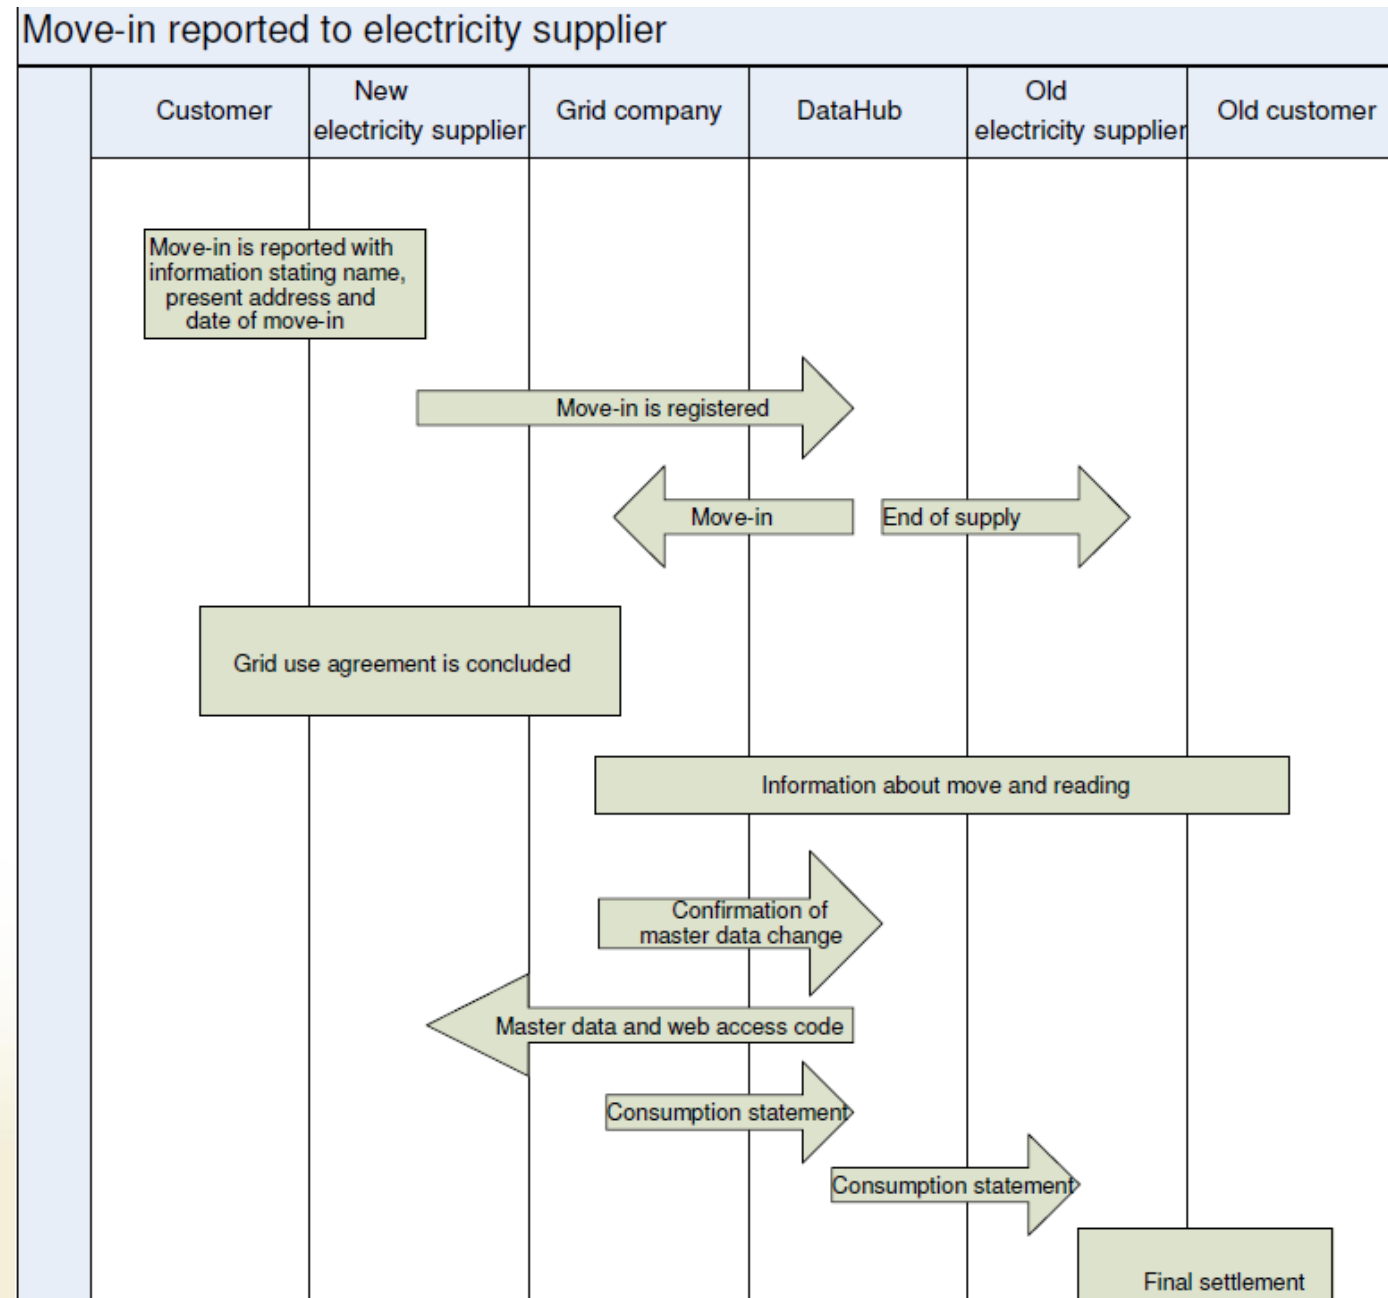 Move-in reported to electricity supplier
Customer
New
electricity supplier
Grid company
DataHub
Old
electricity supplier
Old customer
Move-in is reported with
information stating name,
present address and
date of move-in
Move-in is registered
Move-in
End of supply
Grid use agreement is concluded
Information about move and reading
Confirmation of
master data change
Master data and web access code
Consumption statement
Consumption statement
Final settlement